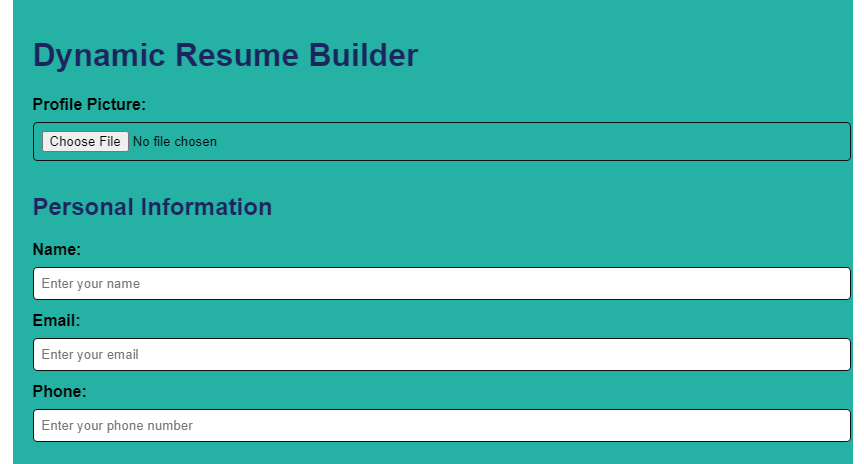 Dynamic Resume Builder
Profile Picture:
Choose File No file chosen
Personal Information
Name:
Enter your name
Email:
Enter your email
Phone:
Enter your phone number